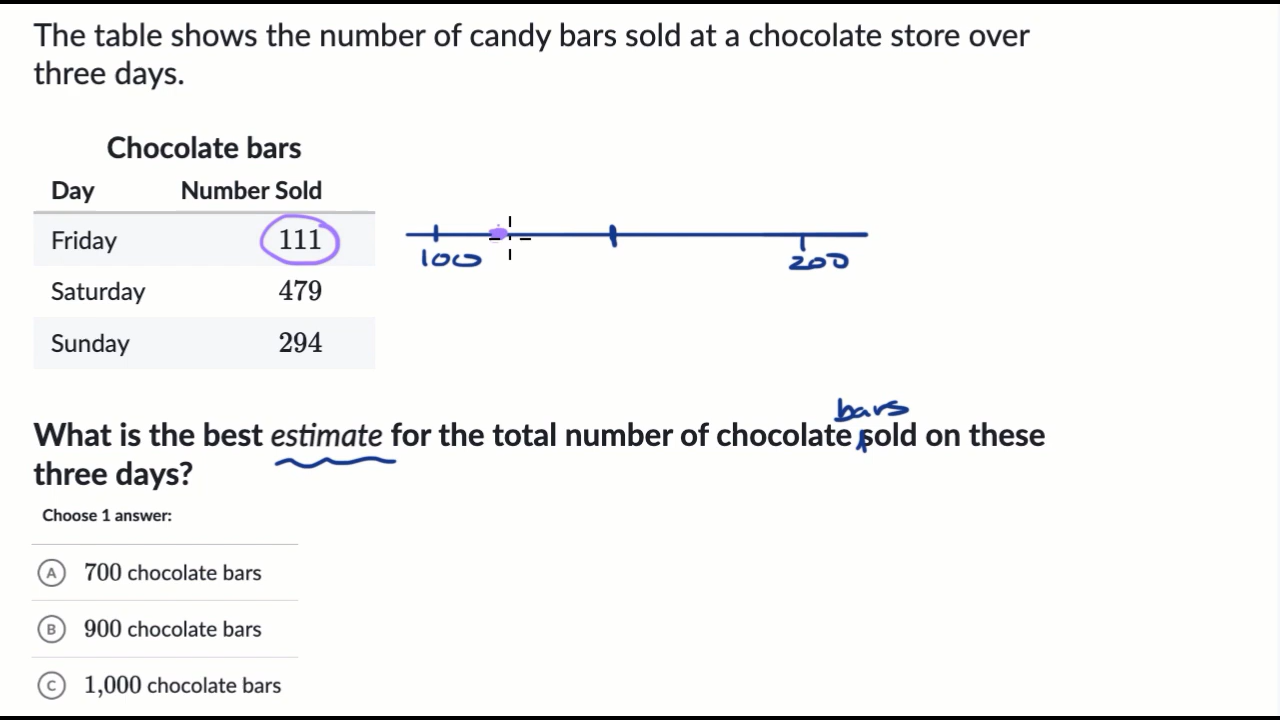 The table shows the number of candy bars sold at a chocolate store over
three days.
Chocolate bars
Day Number Sold
Friday 111
100 200
Saturday 479
Sunday 294
bars
What is the best estimate for the total number of chocolate sold on these
three days?
Choose 1 answer:
A 700 chocolate bars
B 900 chocolate bars
C 1,000 chocolate bars